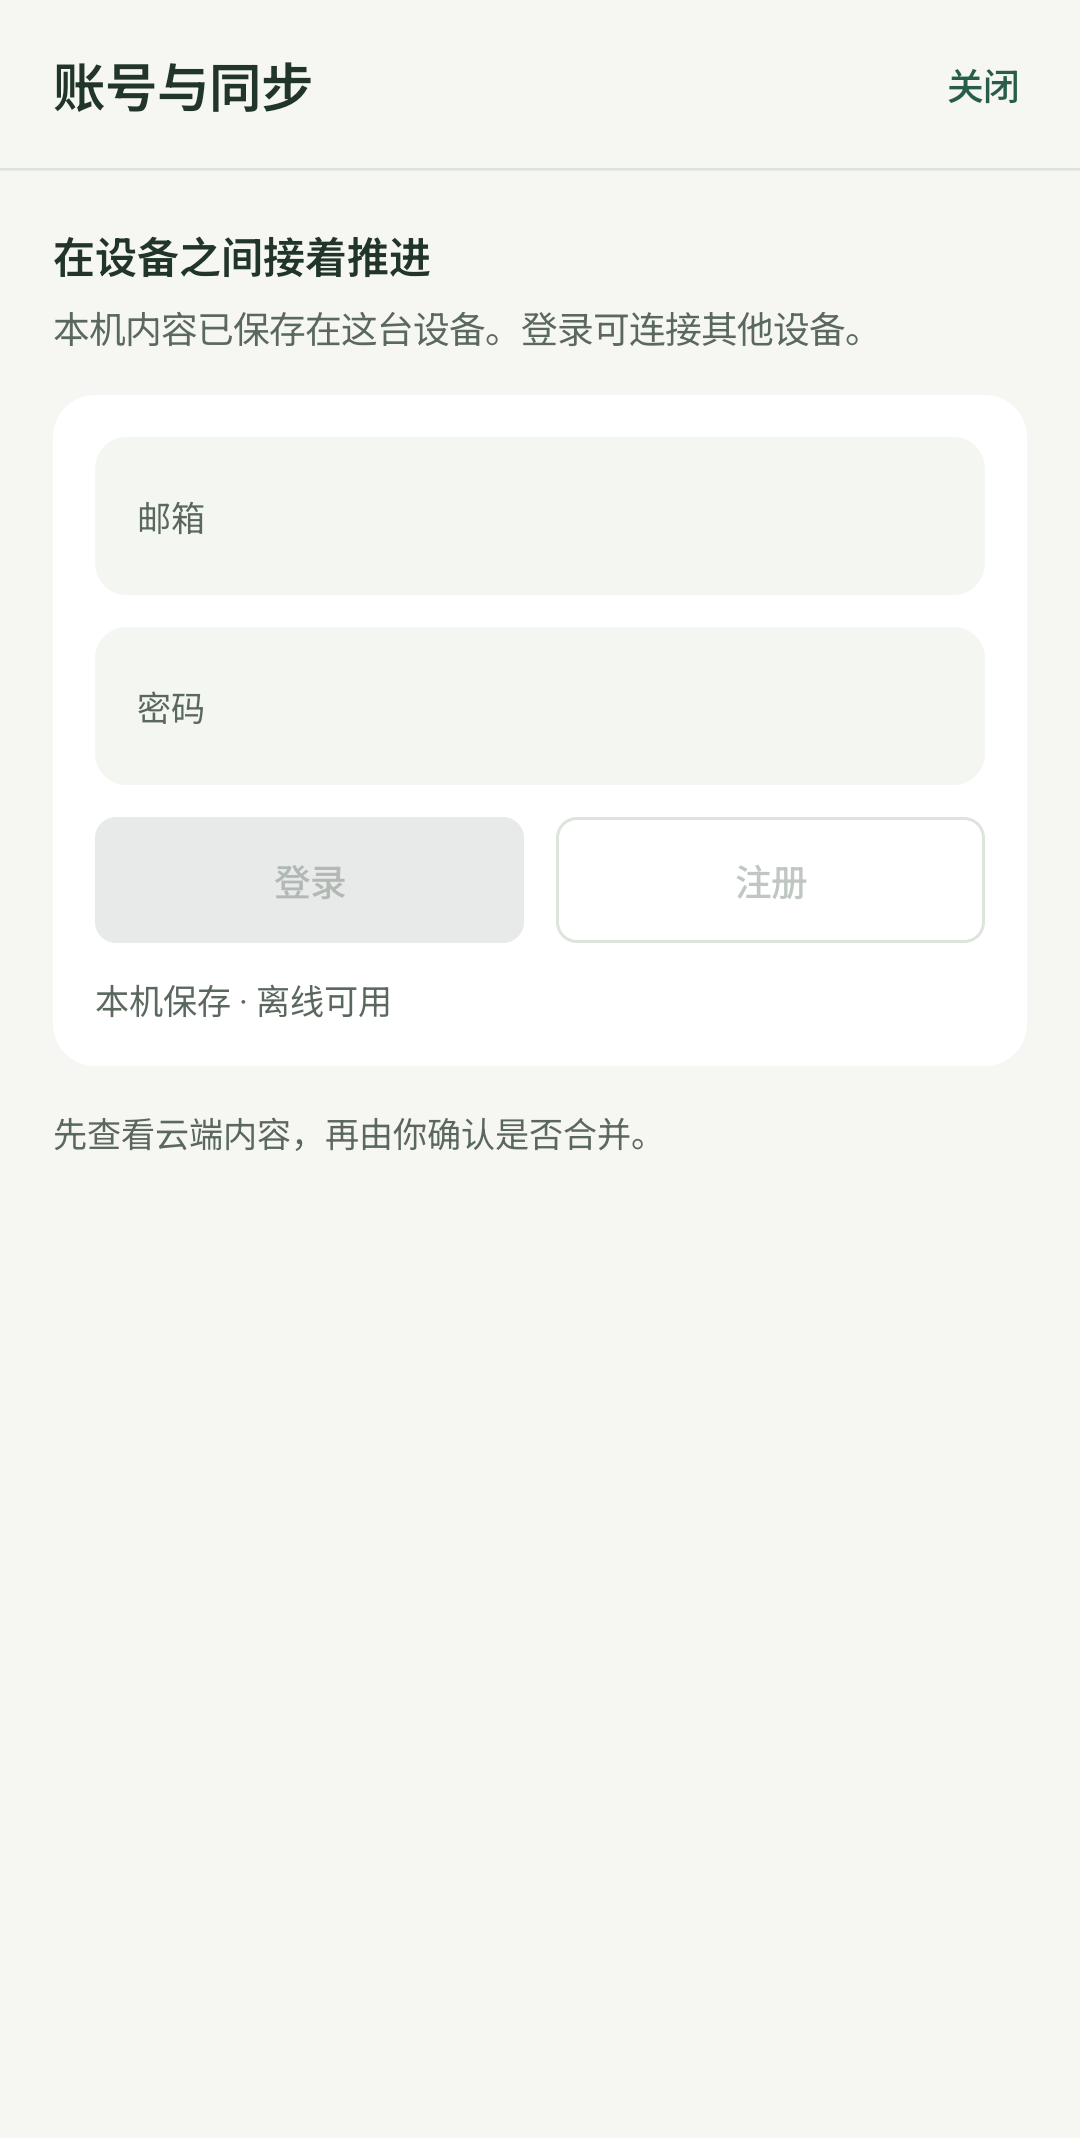 账号与同步
关闭
在设备之间接着推进
本机内容已保存在这台设备。登录可连接其他设备。
邮箱
密码
登录
注册
本机保存 · 离线可用
先查看云端内容，再由你确认是否合并。